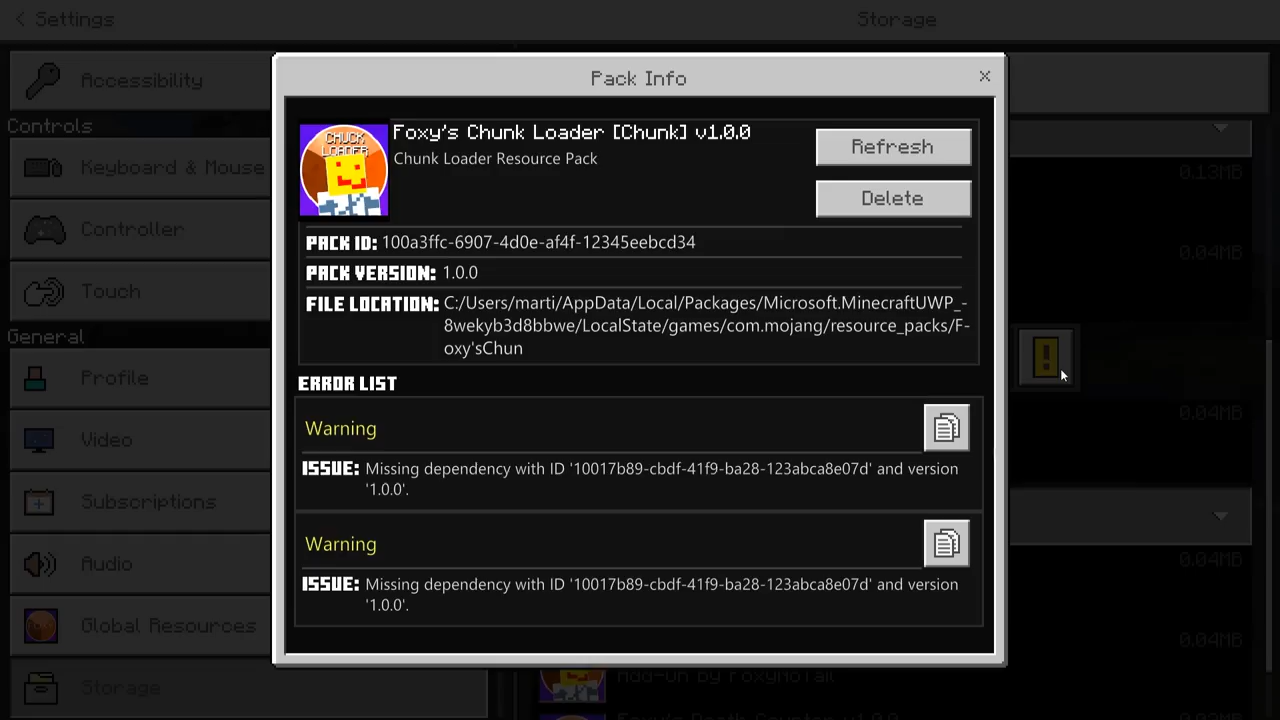 Settings
Storage
Accessibility
Controls
Keyboard & Mouse
Controller
Touch
General
Profile
Video
Subscriptions
Audio
Global Resources
Storage
Pack Info
CHUCK
LOADER
Foxy's Chunk Loader [Chunk] v1.0.0
Chunk Loader Resource Pack
Refresh
Delete
PACK ID: 100a3ffc-6907-4d0e-af4f-12345eebcd34
PACK VERSION: 1.0.0
FILE LOCATION: C:/Users/marti/AppData/Local/Packages/Microsoft.MinecraftUWP_-
8wekyb3d8bbwe/LocalState/games/com.mojang/resource_packs/F-
oxy'sChun
ERROR LIST
Warning
ISSUE: Missing dependency with ID '10017b89-cbdf-41f9-ba28-123abca8e07d' and version
'1.0.0'.
Warning
ISSUE: Missing dependency with ID '10017b89-cbdf-41f9-ba28-123abca8e07d' and version
'1.0.0'.
0.13MB
0.04MB
0.04MB
0.04MB
0.04MB
Add-On by FoxyNoTail